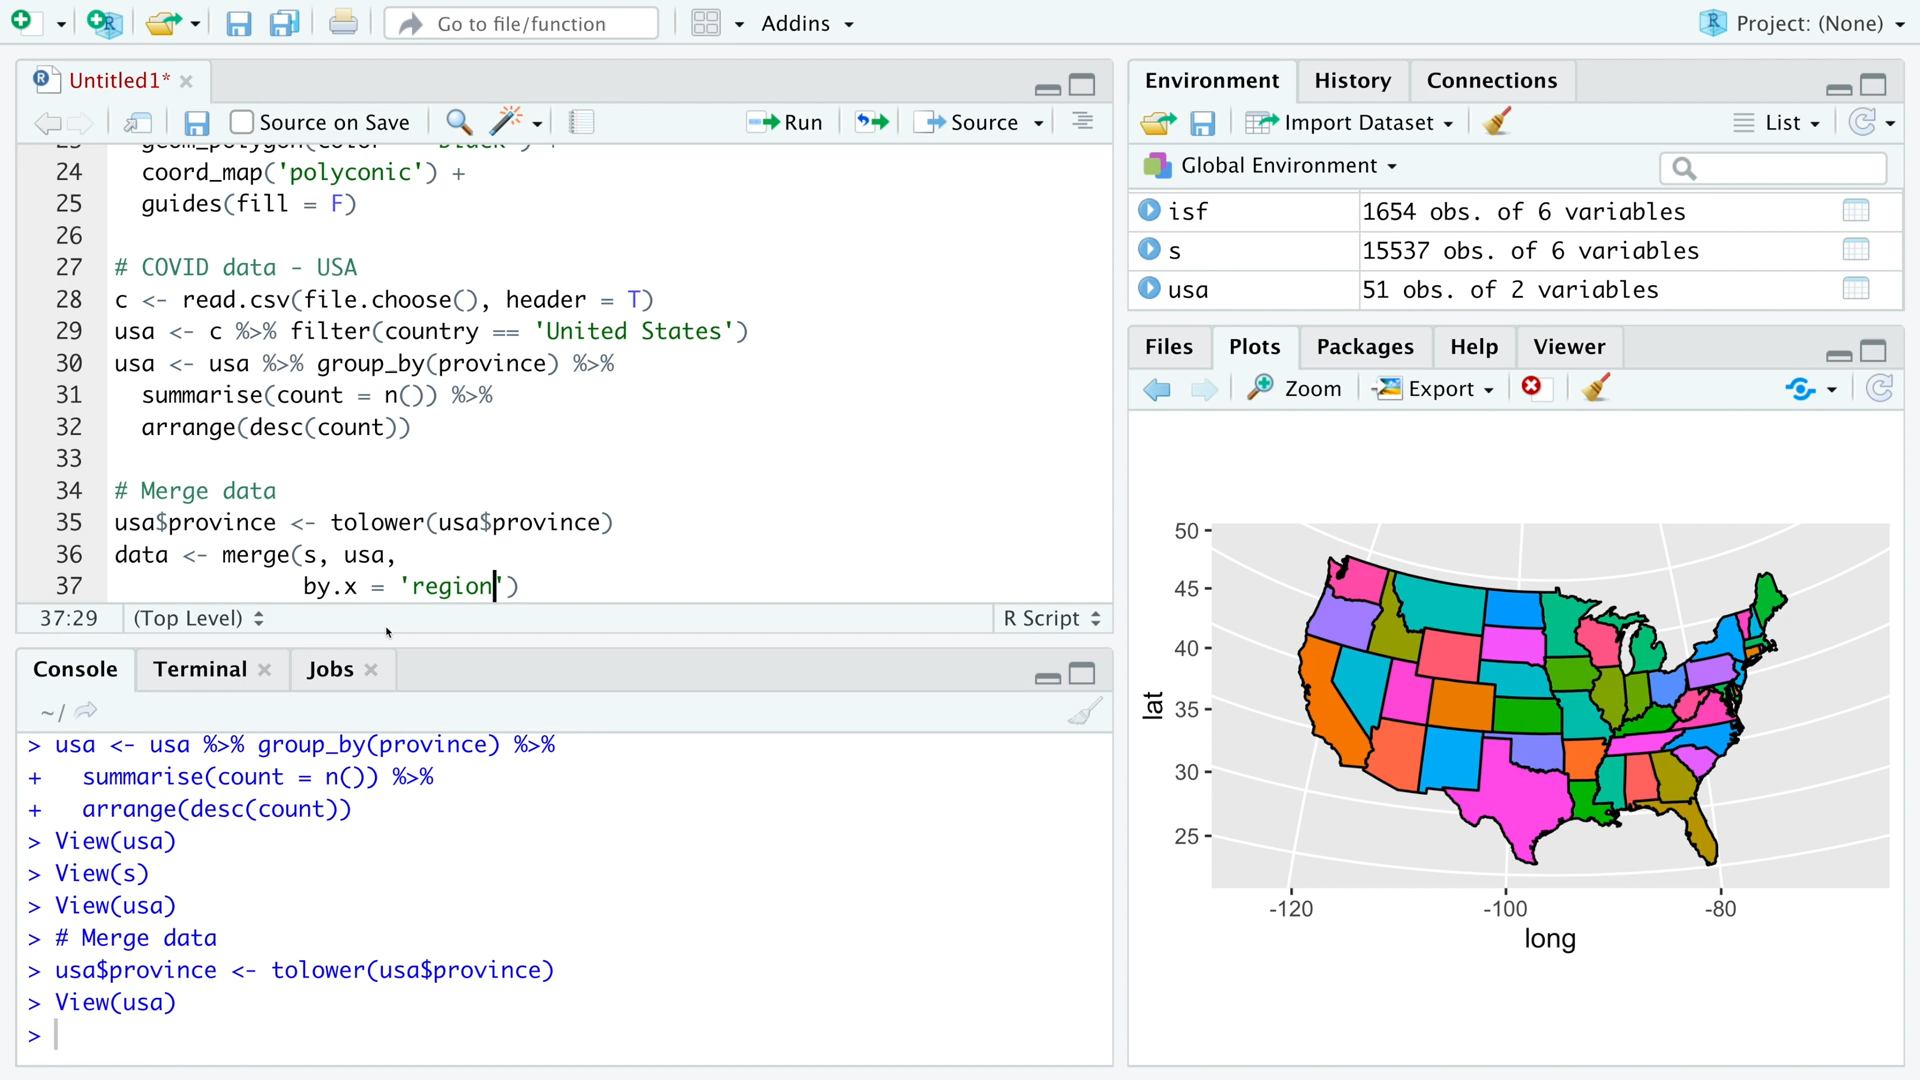 Go to file/function
Addins
Project: (None)
Untitled1*
Source on Save
Run
Source
24 coord_map('polyconic') +
25 guides(fill = F)
26
27 # COVID data - USA
28 c <- read.csv(file.choose(), header = T)
29 usa <- c %>% filter(country == 'United States')
30 usa <- usa %>% group_by(province) %>%
31 summarise(count = n()) %>%
32 arrange(desc(count))
33
34 # Merge data
35 usa$province <- tolower(usa$province)
36 data <- merge(s, usa,
37 by.x = 'region')
37:29 (Top Level) R Script
Console Terminal Jobs
~/
> usa <- usa %>% group_by(province) %>%
+ summarise(count = n()) %>%
+ arrange(desc(count))
> View(usa)
> View(s)
> View(usa)
> # Merge data
> usa$province <- tolower(usa$province)
> View(usa)
>
Environment History Connections
Import Dataset List
Global Environment
isf 1654 obs. of 6 variables
s 15537 obs. of 6 variables
usa 51 obs. of 2 variables
Files Plots Packages Help Viewer
Zoom Export
50
45
40
35
30
25
lat
-120 -100 -80
long